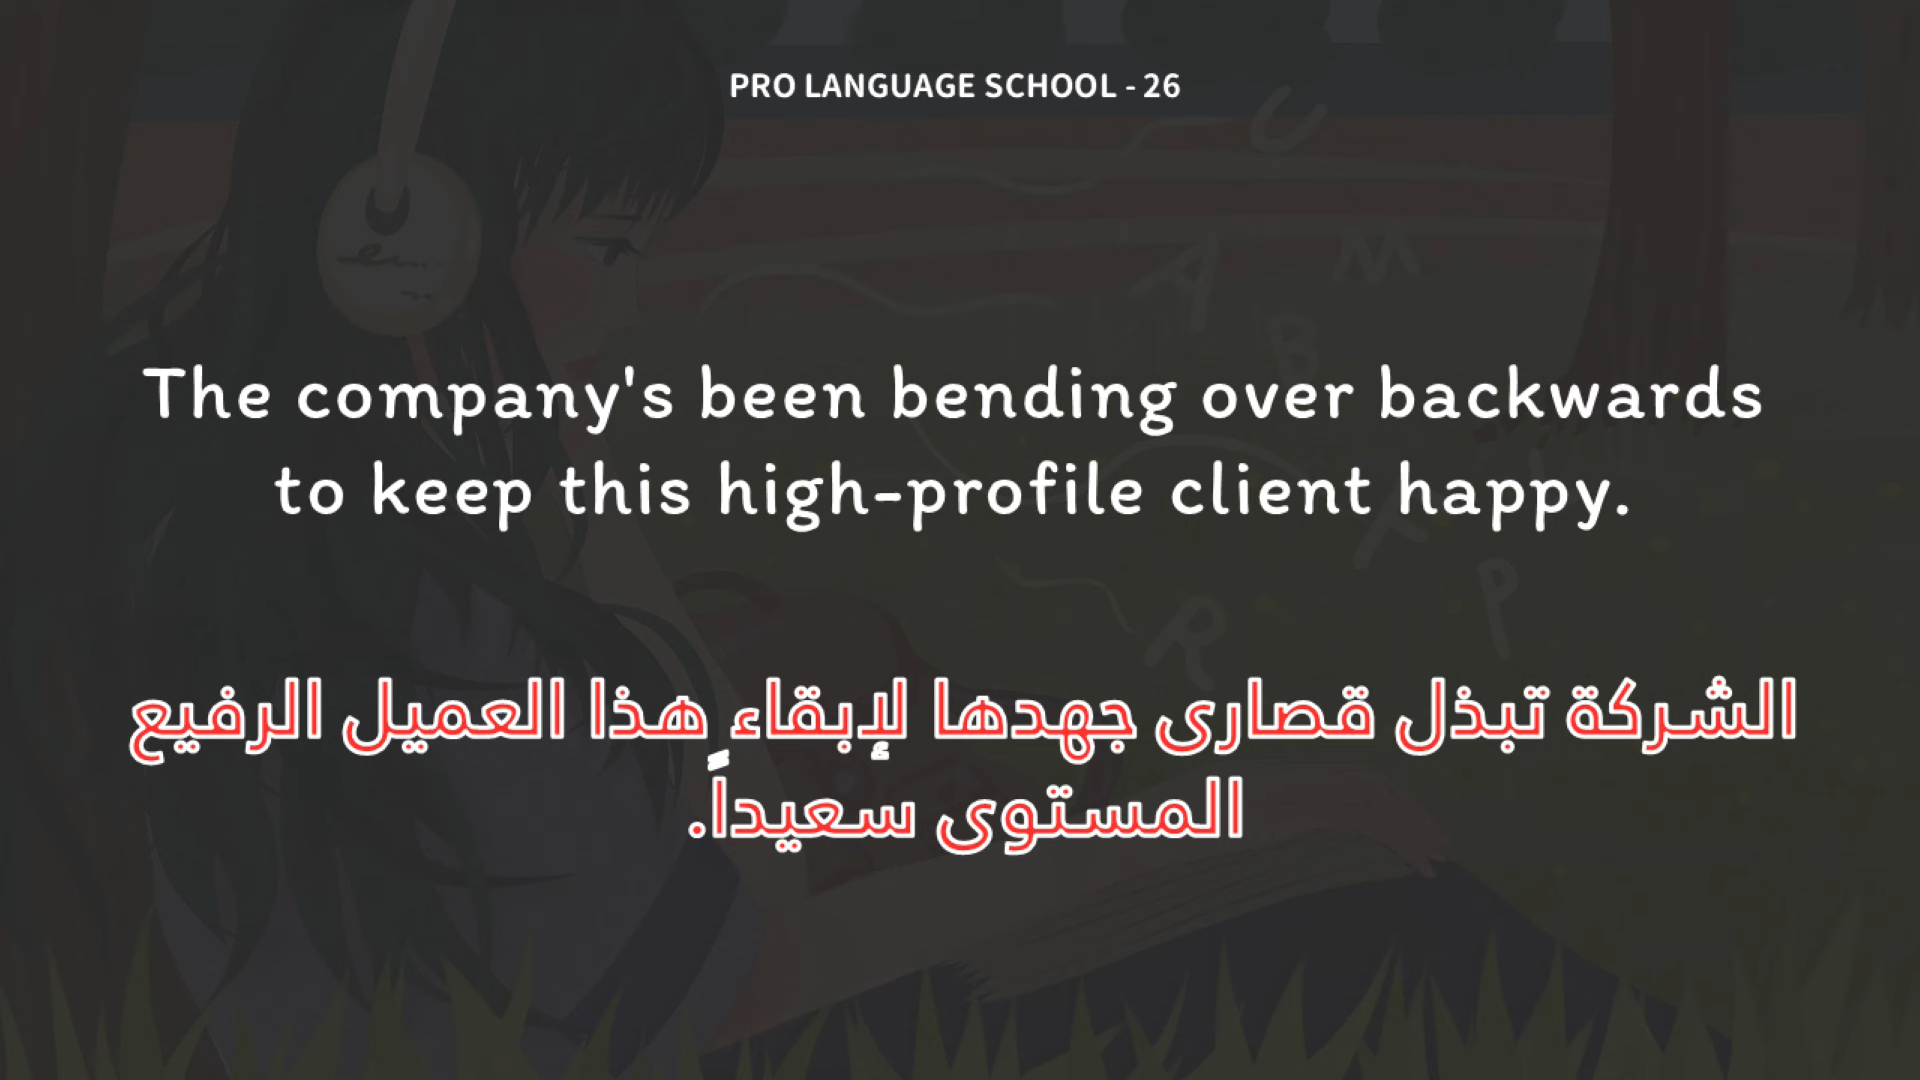 PRO LANGUAGE SCHOOL - 26
The company's been bending over backwards
to keep this high-profile client happy.
الشركة تبذل قصارى جهدها لإبقاء هذا العميل الرفيع
المستوى سعيداً.
U
A M
B
F
R P